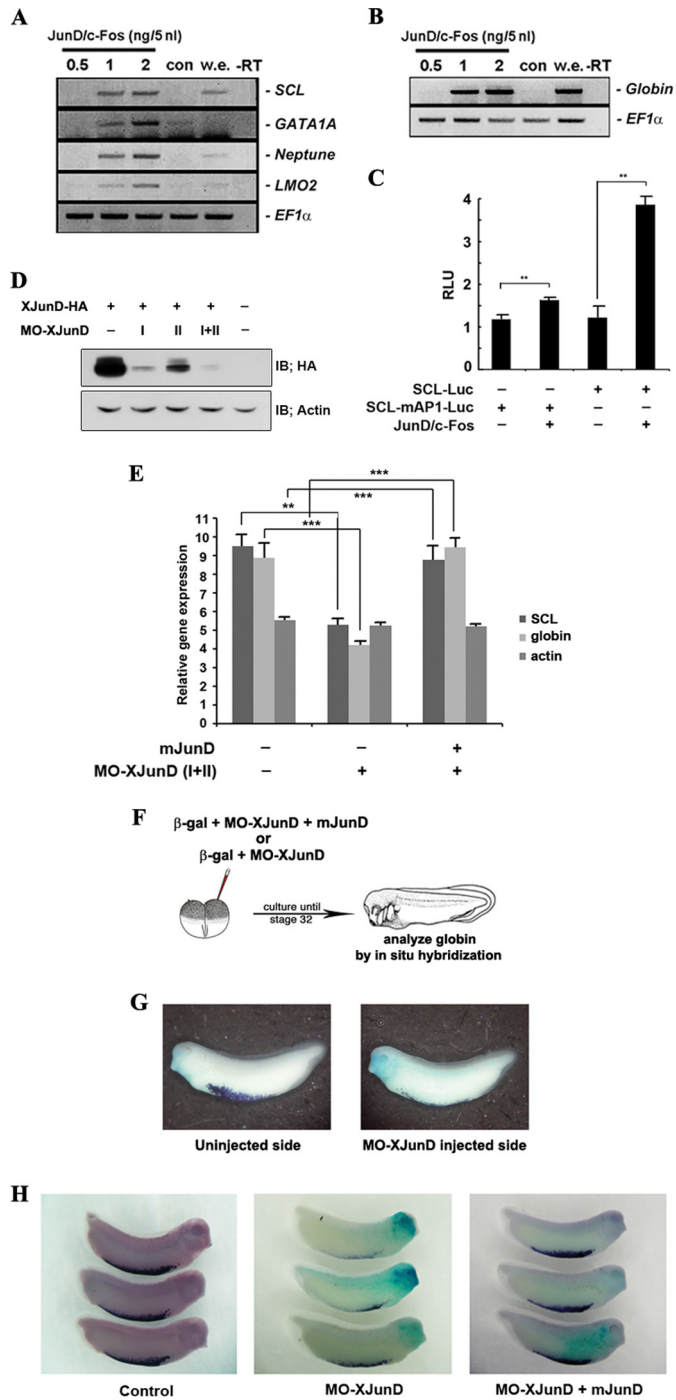 A
JunD/c-Fos (ng/5 nl)
0.5 1 2 con w.e. -RT
- SCL
- GATA1A
- Neptune
- LMO2
- EF1α
B
JunD/c-Fos (ng/5 nl)
0.5 1 2 con w.e. -RT
- Globin
- EF1α
C
RLU
4
3
2
1
0
**
**
SCL-Luc – – + +
SCL-mAP1-Luc + + – –
JunD/c-Fos – + – +
D
XJunD-HA + + + + –
MO-XJunD – I II I+II –
IB; HA
IB; Actin
E
***
***
**
***
Relative gene expression
11
10
9
8
7
6
5
4
3
2
1
0
SCL
globin
actin
mJunD – – +
MO-XJunD (I+II) – + +
F
β-gal + MO-XJunD + mJunD
or
β-gal + MO-XJunD
culture until
stage 32
analyze globin
by in situ hybridization
G
Uninjected side
MO-XJunD injected side
H
Control
MO-XJunD
MO-XJunD + mJunD